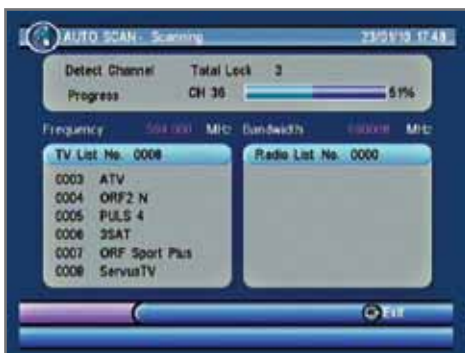 AUTO SCAN - Scanning 23/01/10 17:48
Detect Channel Total Lock 3
Progress CH 36 51%
Frequency 594.000 MHz Bandwidth MHz
TV List No. 0008 Radio List No. 0000
0003 ATV
0004 ORF2 N
0005 PULS 4
0006 3SAT
0007 ORF Sport Plus
0008 ServusTV
Exit